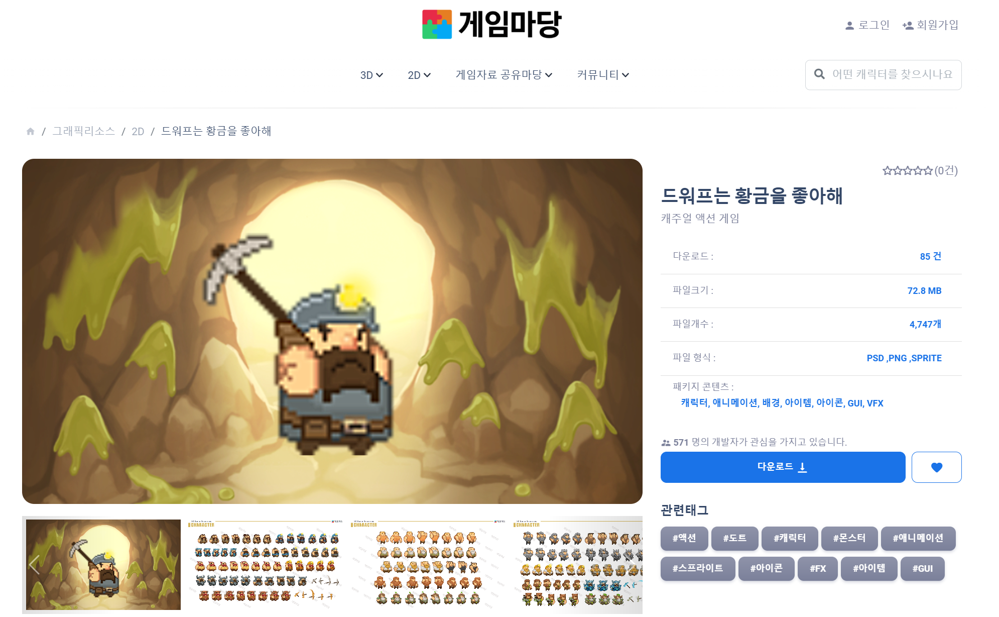 게임마당
로그인 회원가입
3D 2D 게임자료 공유마당 커뮤니티
어떤 캐릭터를 찾으시나요
/ 그래픽리소스 / 2D / 드워프는 황금을 좋아해
(0건)
드워프는 황금을 좋아해
캐주얼 액션 게임
다운로드 : 85 건
파일크기 : 72.8 MB
파일개수 : 4,747개
파일 형식 : PSD ,PNG ,SPRITE
패키지 콘텐츠 :
캐릭터, 애니메이션, 배경, 아이템, 아이콘, GUI, VFX
571 명의 개발자가 관심을 가지고 있습니다.
다운로드
관련태그
#액션 #도트 #캐릭터 #몬스터 #애니메이션
#스프라이트 #아이콘 #FX #아이템 #GUI
CHARACTER
CHARACTER
CHARACTER